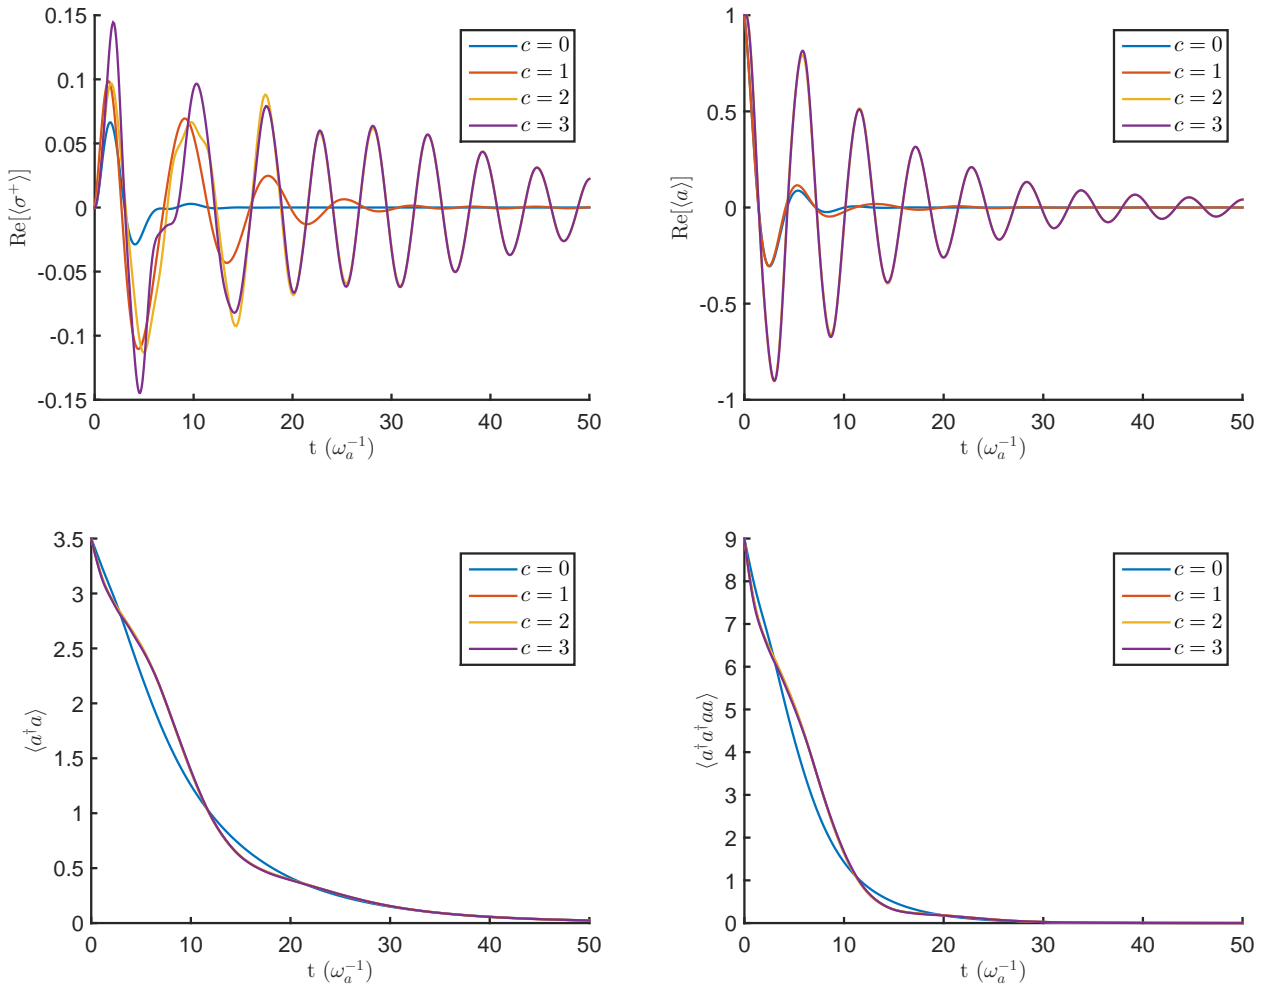 0.15
0.1
0.05
0
-0.05
-0.1
-0.15
Re[⟨σ⁺⟩]
0 10 20 30 40 50
t (ω_a^{-1})
c = 0
c = 1
c = 2
c = 3
1
0.5
0
-0.5
-1
Re[⟨a⟩]
0 10 20 30 40 50
t (ω_a^{-1})
c = 0
c = 1
c = 2
c = 3
3.5
3
2.5
2
1.5
1
0.5
0
⟨a†a⟩
0 10 20 30 40 50
t (ω_a^{-1})
c = 0
c = 1
c = 2
c = 3
9
8
7
6
5
4
3
2
1
0
⟨a†a†aa⟩
0 10 20 30 40 50
t (ω_a^{-1})
c = 0
c = 1
c = 2
c = 3